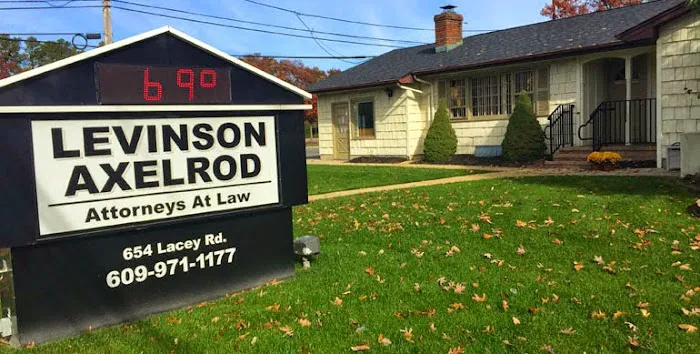 69°
LEVINSON
AXELROD
Attorneys At Law
654 Lacey Rd.
609-971-1177